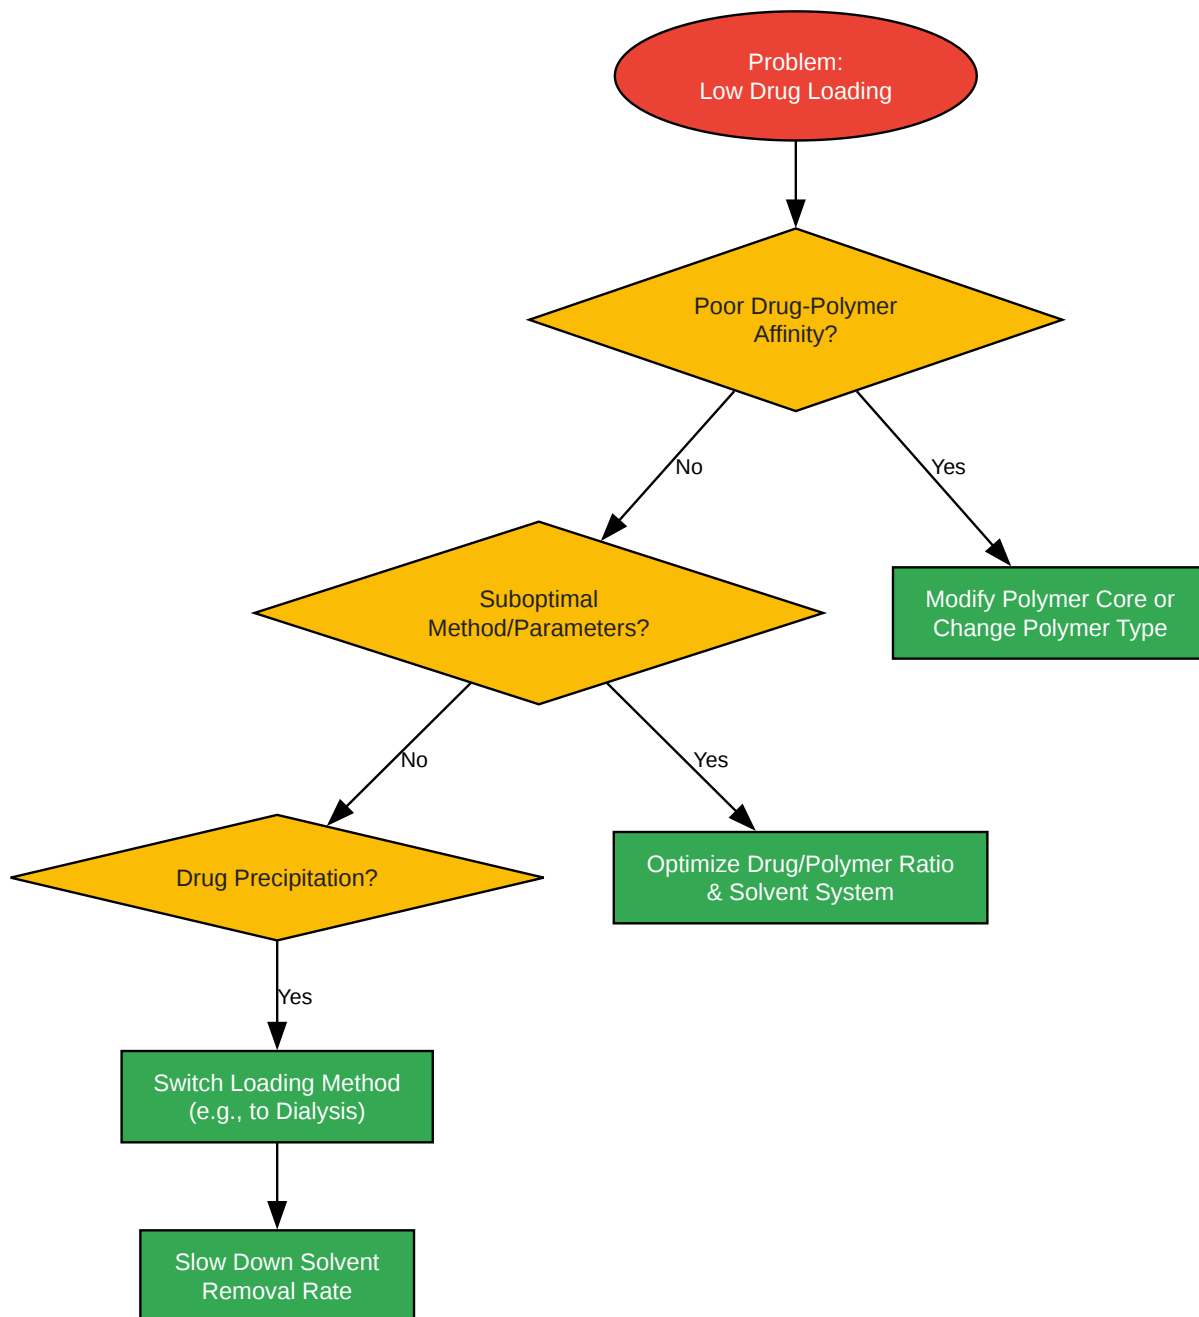 Problem:
Low Drug Loading
Poor Drug-Polymer
Affinity?
No
Yes
Suboptimal
Method/Parameters?
Modify Polymer Core or
Change Polymer Type
No
Yes
Drug Precipitation?
Optimize Drug/Polymer Ratio
& Solvent System
Yes
Switch Loading Method
(e.g., to Dialysis)
Slow Down Solvent
Removal Rate